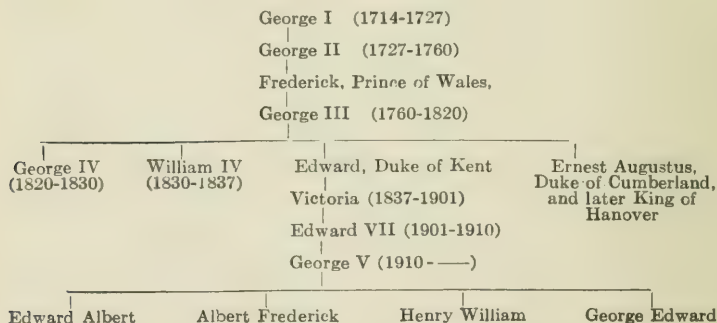 George I (1714-1727)
George II (1727-1760)
Frederick, Prince of Wales,
George III (1760-1820)
George IV
(1820-1830)
William IV
(1830-1837)
Edward, Duke of Kent
Ernest Augustus,
Duke of Cumberland,
and later King of
Hanover
Victoria (1837-1901)
Edward VII (1901-1910)
George V (1910-——)
Edward Albert Albert Frederick Henry William George Edward